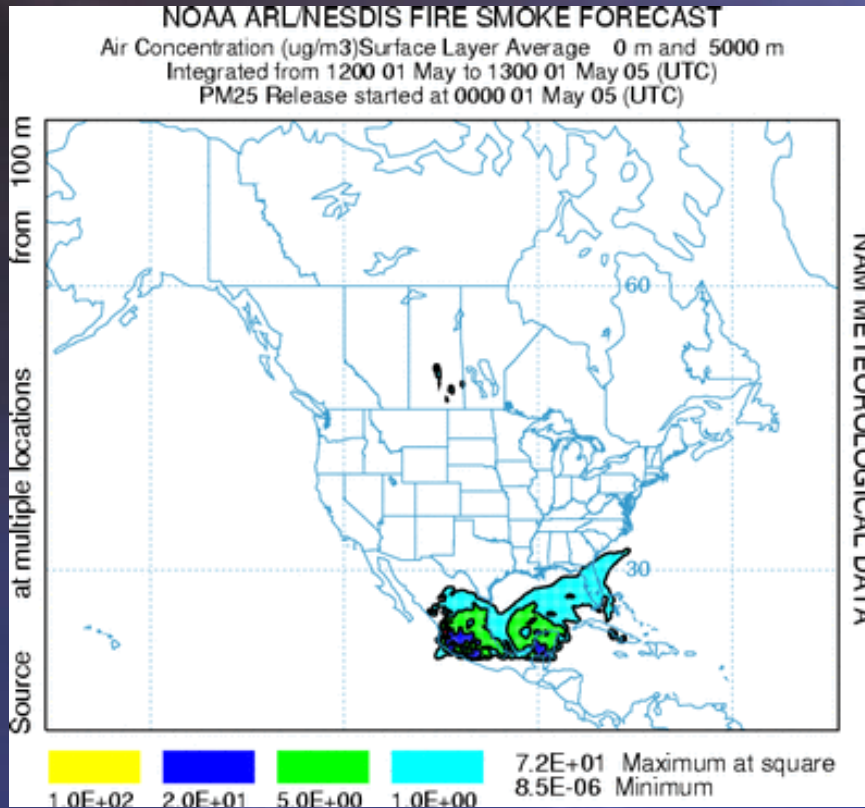 NOAA ARL/NESDIS FIRE SMOKE FORECAST
Air Concentration (ug/m3)Surface Layer Average 0 m and 5000 m
Integrated from 1200 01 May to 1300 01 May 05 (UTC)
PM25 Release started at 0000 01 May 05 (UTC)
Source at multiple locations from 100 m
60
30
NAM METEOROLOGICAL DATA
1.0E+02 2.0E+01 5.0E+00 1.0E+00
7.2E+01 Maximum at square
8.5E-06 Minimum